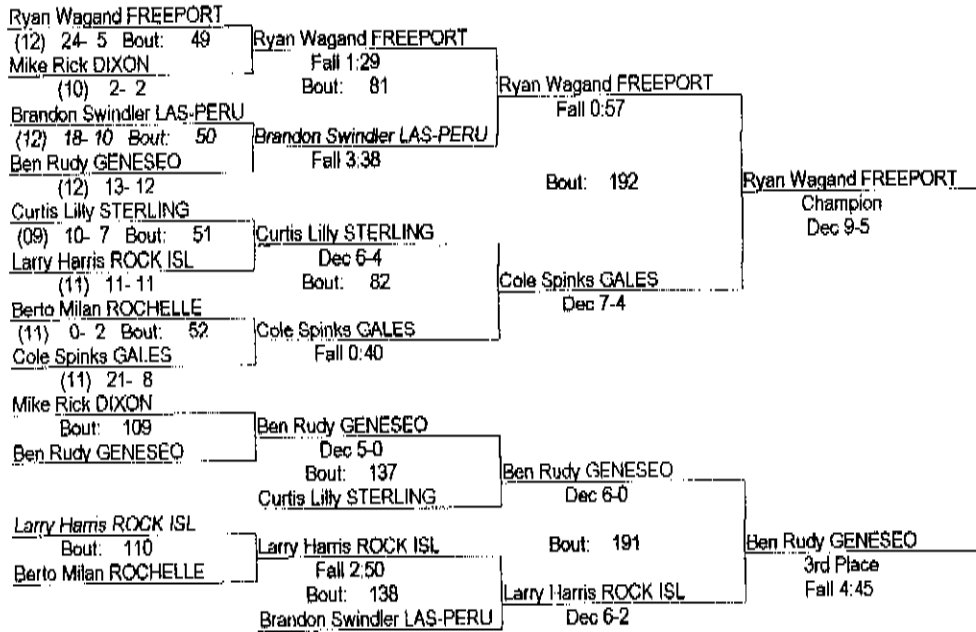 Ryan Wagand FREEPORT
(12) 24- 5 Bout: 49
Mike Rick DIXON
(10) 2- 2
Brandon Swindler LAS-PERU
(12) 18- 10 Bout: 50
Ben Rudy GENESEO
(12) 13- 12
Curtis Lilly STERLING
(09) 10- 7 Bout: 51
Larry Harris ROCK ISL
(11) 11- 11
Berto Milan ROCHELLE
(11) 0- 2 Bout: 52
Cole Spinks GALES
(11) 21- 8
Ryan Wagand FREEPORT
Fall 1:29
Bout: 81
Brandon Swindler LAS-PERU
Fall 3:38
Curtis Lilly STERLING
Dec 6-4
Bout: 82
Cole Spinks GALES
Fall 0:40
Ryan Wagand FREEPORT
Fall 0:57
Bout: 192
Cole Spinks GALES
Dec 7-4
Ryan Wagand FREEPORT
Champion
Dec 9-5
Mike Rick DIXON
Bout: 109
Ben Rudy GENESEO
Larry Harris ROCK ISL
Bout: 110
Berto Milan ROCHELLE
Ben Rudy GENESEO
Dec 5-0
Bout: 137
Curtis Lilly STERLING
Larry Harris ROCK ISL
Fall 2:50
Bout: 138
Brandon Swindler LAS-PERU
Ben Rudy GENESEO
Dec 6-0
Bout: 191
Larry Harris ROCK ISL
Dec 6-2
Ben Rudy GENESEO
3rd Place
Fall 4:45